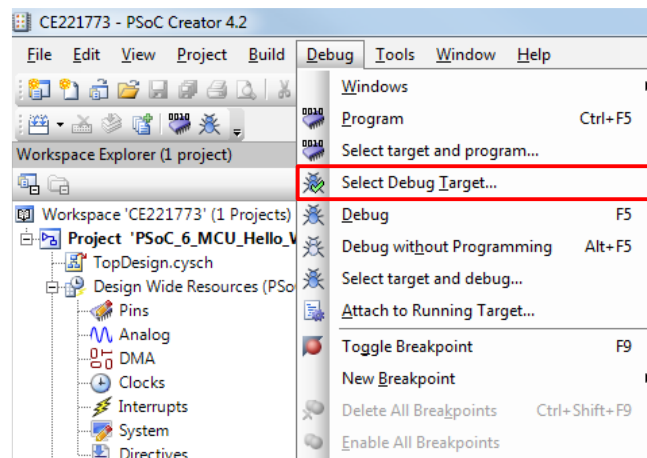 CE221773 - PSoC Creator 4.2
File Edit View Project Build Debug Tools Window Help
Windows
Program Ctrl+F5
Select target and program...
Select Debug Target...
Debug F5
Debug without Programming Alt+F5
Select target and debug...
Attach to Running Target...
Toggle Breakpoint F9
New Breakpoint
Delete All Breakpoints Ctrl+Shift+F9
Enable All Breakpoints
Workspace Explorer (1 project)
Workspace 'CE221773' (1 Projects)
Project 'PSoC_6_MCU_Hello_
TopDesign.cysch
Design Wide Resources (PSo
Pins
Analog
DMA
Clocks
Interrupts
System
Directives